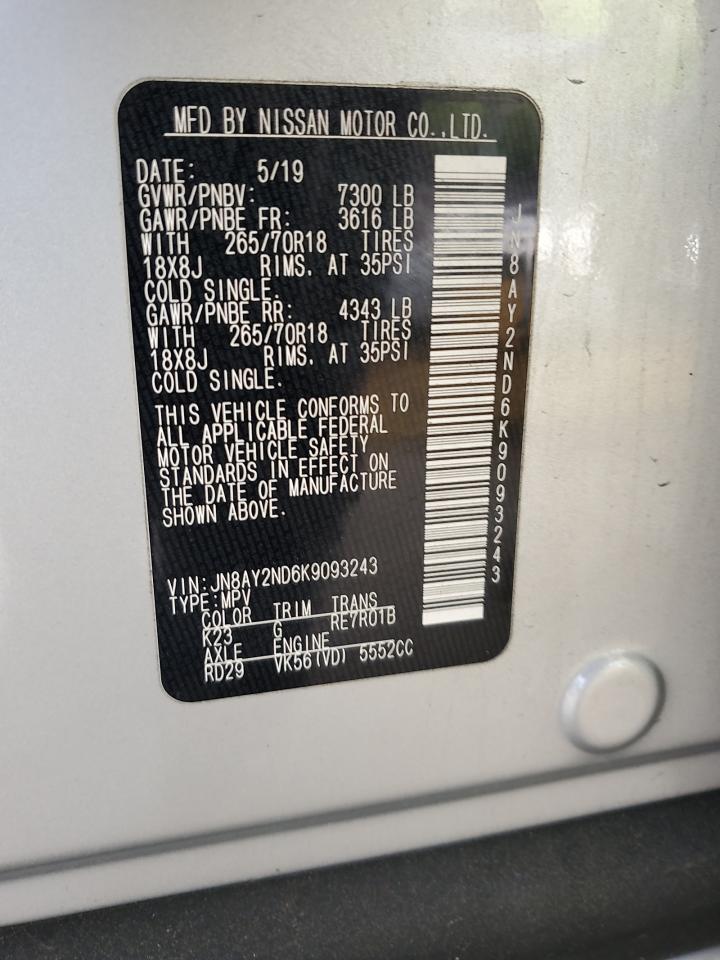 MFD BY NISSAN MOTOR CO.,LTD.
DATE: 5/19
GVWR/PNBV: 7300 LB
GAWR/PNBE FR: 3616 LB
WITH 265/70R18 TIRES
18X8J RIMS. AT 35PSI
COLD SINGLE.
GAWR/PNBE RR: 4343 LB
WITH 265/70R18 TIRES
18X8J RIMS. AT 35PSI
COLD SINGLE.
THIS VEHICLE CONFORMS TO
ALL APPLICABLE FEDERAL
MOTOR VEHICLE SAFETY
STANDARDS IN EFFECT ON
THE DATE OF MANUFACTURE
SHOWN ABOVE.
VIN:JN8AY2ND6K9093243
TYPE:MPV
COLOR TRIM TRANS
K23 G RE7R01B
AXLE ENGINE
RD29 VK56(VD) 5552CC
JN8AY2ND6K9093243